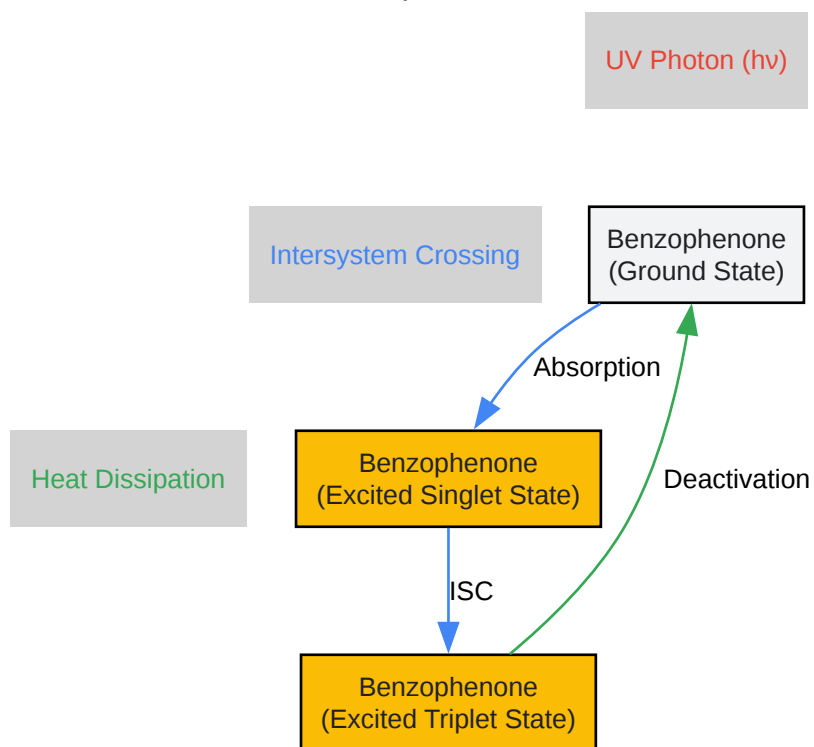 UV Photon (hν)
Intersystem Crossing
Benzophenone
(Ground State)
Absorption
Heat Dissipation
Benzophenone
(Excited Singlet State)
Deactivation
ISC
Benzophenone
(Excited Triplet State)